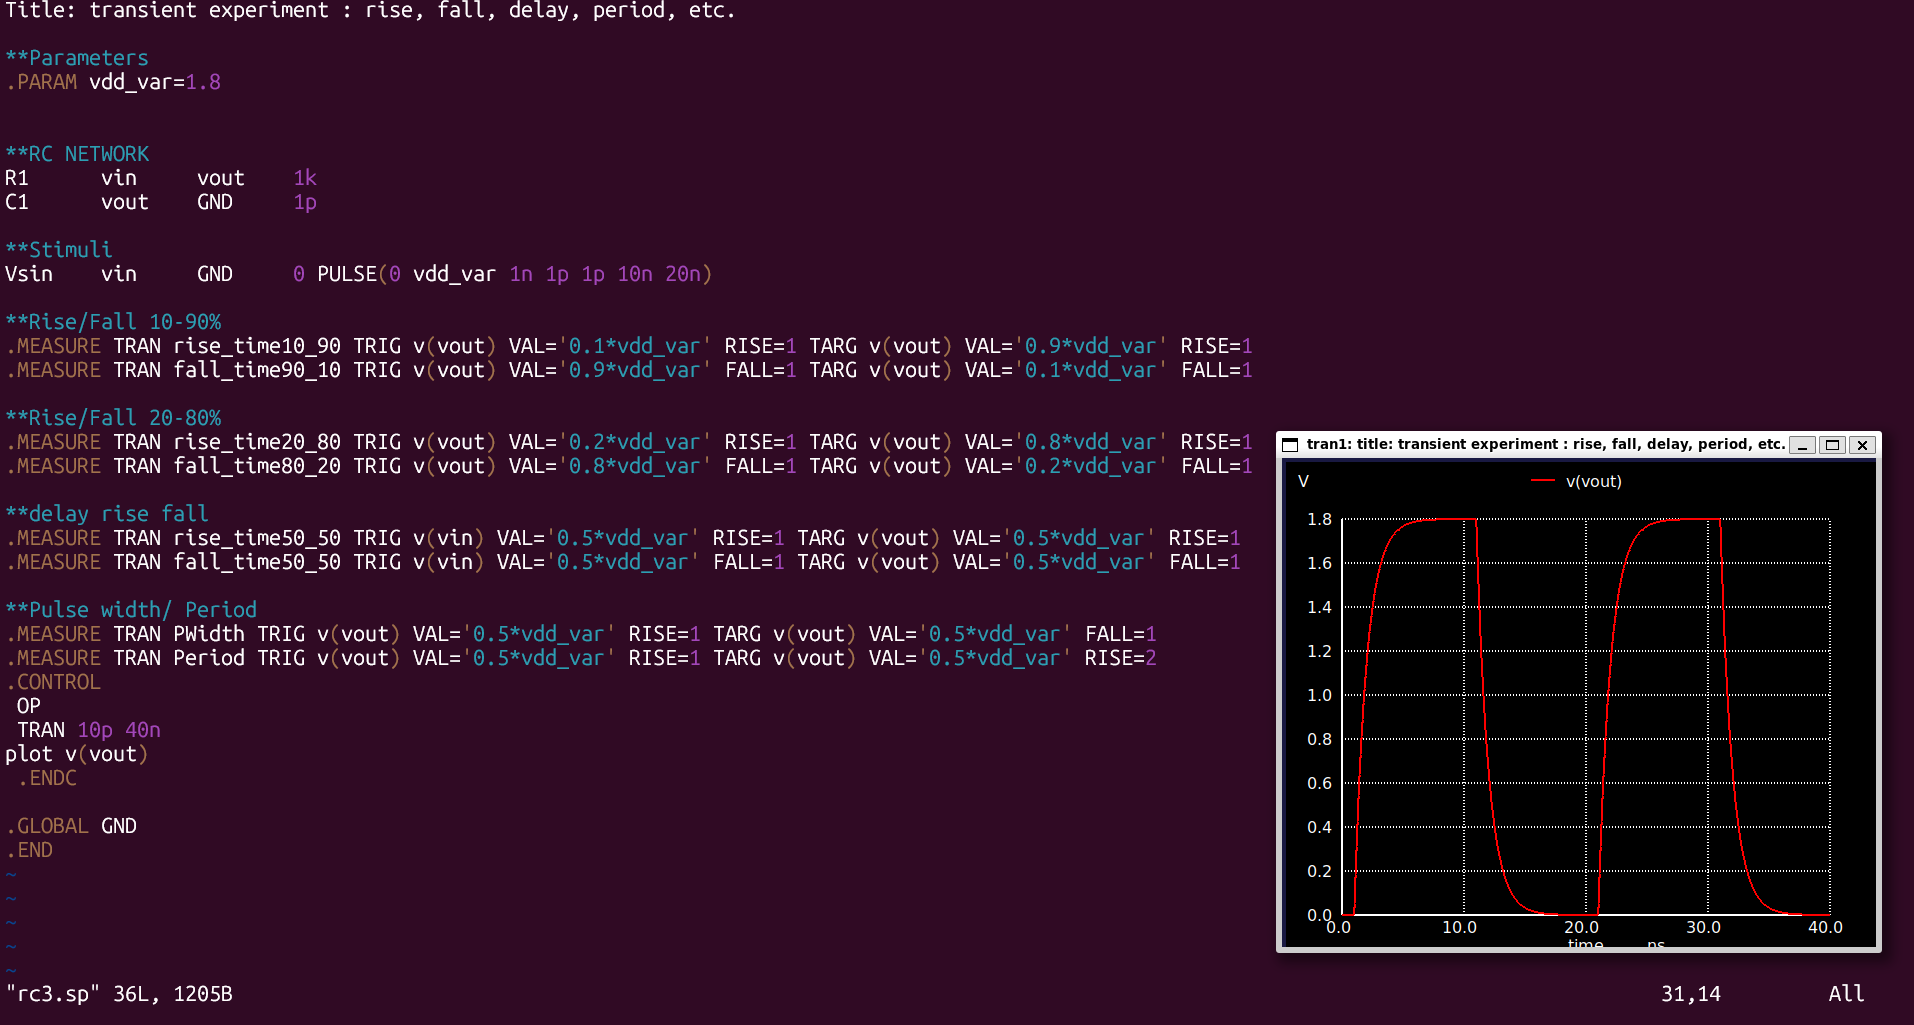 Title: transient experiment : rise, fall, delay, period, etc.
**Parameters
.PARAM vdd_var=1.8
**RC NETWORK
R1 vin vout 1k
C1 vout GND 1p
**Stimuli
Vsin vin GND 0 PULSE(0 vdd_var 1n 1p 1p 10n 20n)
**Rise/Fall 10-90%
.MEASURE TRAN rise_time10_90 TRIG v(vout) VAL='0.1*vdd_var' RISE=1 TARG v(vout) VAL='0.9*vdd_var' RISE=1
.MEASURE TRAN fall_time90_10 TRIG v(vout) VAL='0.9*vdd_var' FALL=1 TARG v(vout) VAL='0.1*vdd_var' FALL=1
**Rise/Fall 20-80%
.MEASURE TRAN rise_time20_80 TRIG v(vout) VAL='0.2*vdd_var' RISE=1 TARG v(vout) VAL='0.8*vdd_var' RISE=1
.MEASURE TRAN fall_time80_20 TRIG v(vout) VAL='0.8*vdd_var' FALL=1 TARG v(vout) VAL='0.2*vdd_var' FALL=1
**delay rise fall
.MEASURE TRAN rise_time50_50 TRIG v(vin) VAL='0.5*vdd_var' RISE=1 TARG v(vout) VAL='0.5*vdd_var' RISE=1
.MEASURE TRAN fall_time50_50 TRIG v(vin) VAL='0.5*vdd_var' FALL=1 TARG v(vout) VAL='0.5*vdd_var' FALL=1
**Pulse width/ Period
.MEASURE TRAN PWidth TRIG v(vout) VAL='0.5*vdd_var' RISE=1 TARG v(vout) VAL='0.5*vdd_var' FALL=1
.MEASURE TRAN Period TRIG v(vout) VAL='0.5*vdd_var' RISE=1 TARG v(vout) VAL='0.5*vdd_var' RISE=2
.CONTROL
OP
TRAN 10p 40n
plot v(vout)
.ENDC
.GLOBAL GND
.END
~
~
~
~
~
"rc3.sp" 36L, 1205B 31,14 All
tran1: title: transient experiment : rise, fall, delay, period, etc.
V v(vout)
1.8
1.6
1.4
1.2
1.0
0.8
0.6
0.4
0.2
0.0
0.0 10.0 20.0 30.0 40.0
time ns